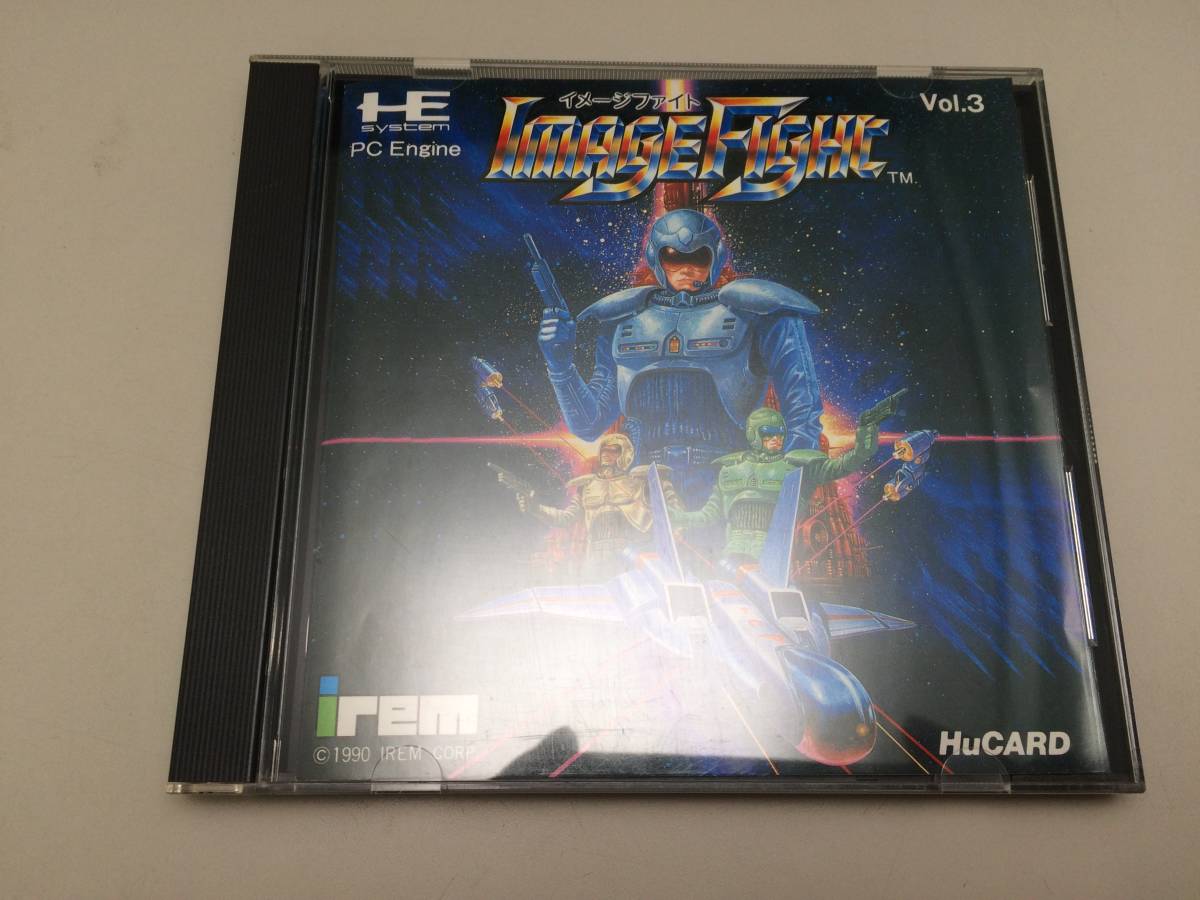 HE
system
PC Engine
イメージファイト
IMAGE FIGHT
TM.
Vol.3
irem
©1990 IREM CORP
HuCARD